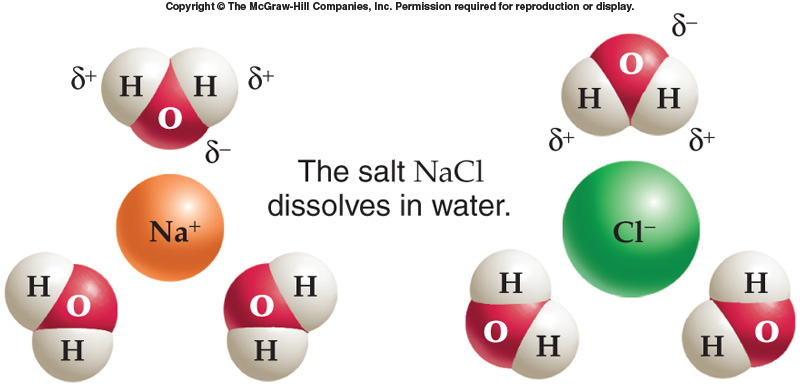 Copyright © The McGraw-Hill Companies, Inc. Permission required for reproduction or display.
δ+ H H δ+
O
δ–
Na⁺
H O
H
O H
H
The salt NaCl
dissolves in water.
δ–
O
H H
δ+ δ+
Cl⁻
H
O H
H
H O